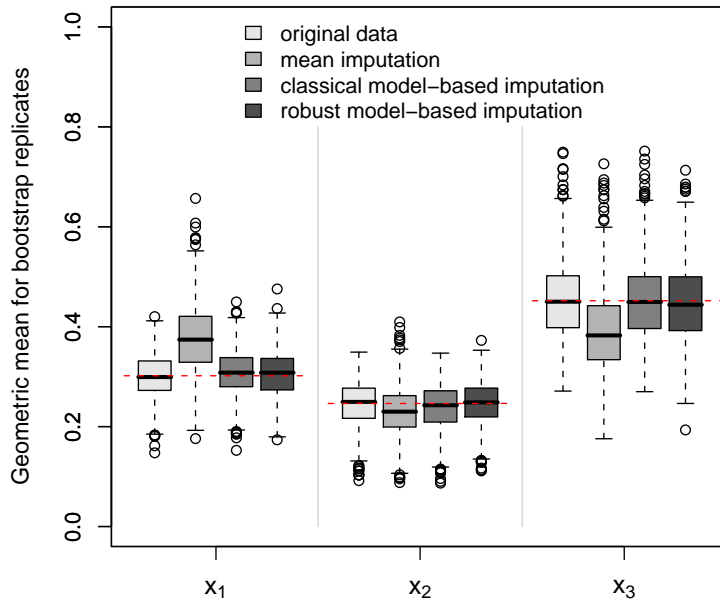 original data
mean imputation
classical model−based imputation
robust model−based imputation
Geometric mean for bootstrap replicates
1.0
0.8
0.6
0.4
0.2
0.0
x₁ x₂ x₃